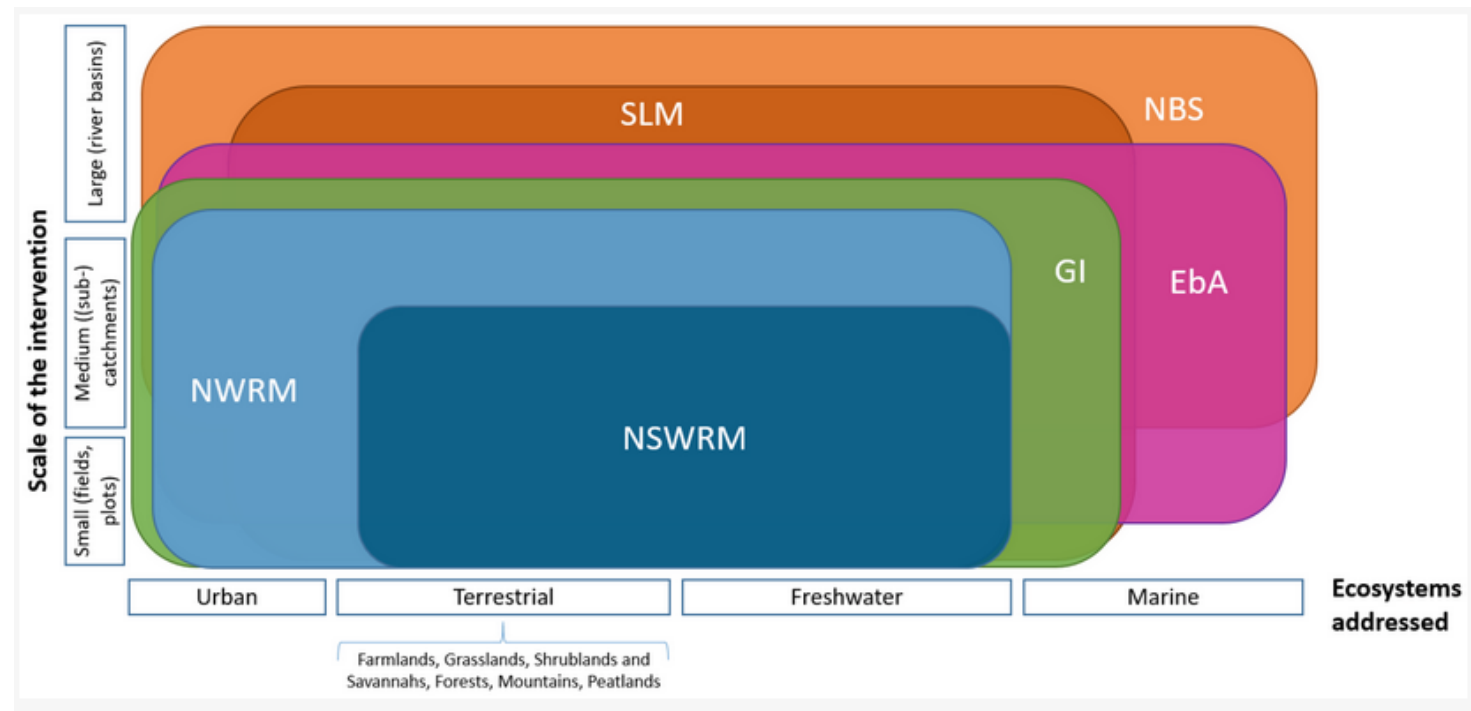 Scale of the intervention
Large (river basins)
Medium ((sub-)
catchments)
Small (fields,
plots)
SLM
NBS
GI
EbA
NWRM
NSWRM
Urban
Terrestrial
Freshwater
Marine
Ecosystems
addressed
Farmlands, Grasslands, Shrublands and
Savannahs, Forests, Mountains, Peatlands